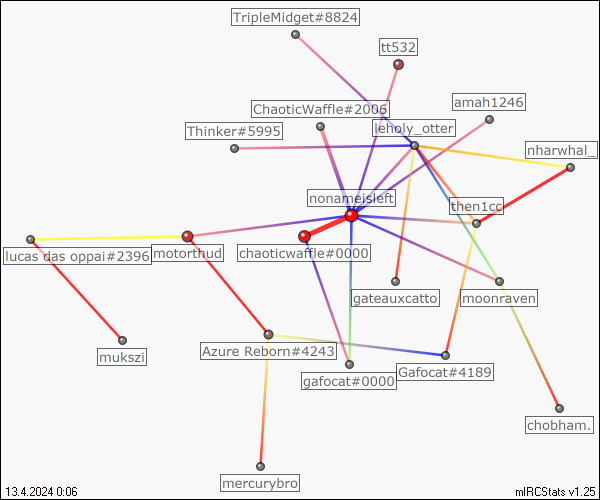 TripleMidget#8824
tt532
amah1246
ChaoticWaffle#2006
leholy_otter
Thinker#5995
nharwhal_
nonameisleft
then1cc
lucas das oppai#2396
motorthud
chaoticwaffle#0000
gateauxcatto
moonraven
mukszi
Azure Reborn#4243
gafocat#0000
Gafocat#4189
chobham.
mercurybro
13.4.2024 0:06
mIRCStats v1.25